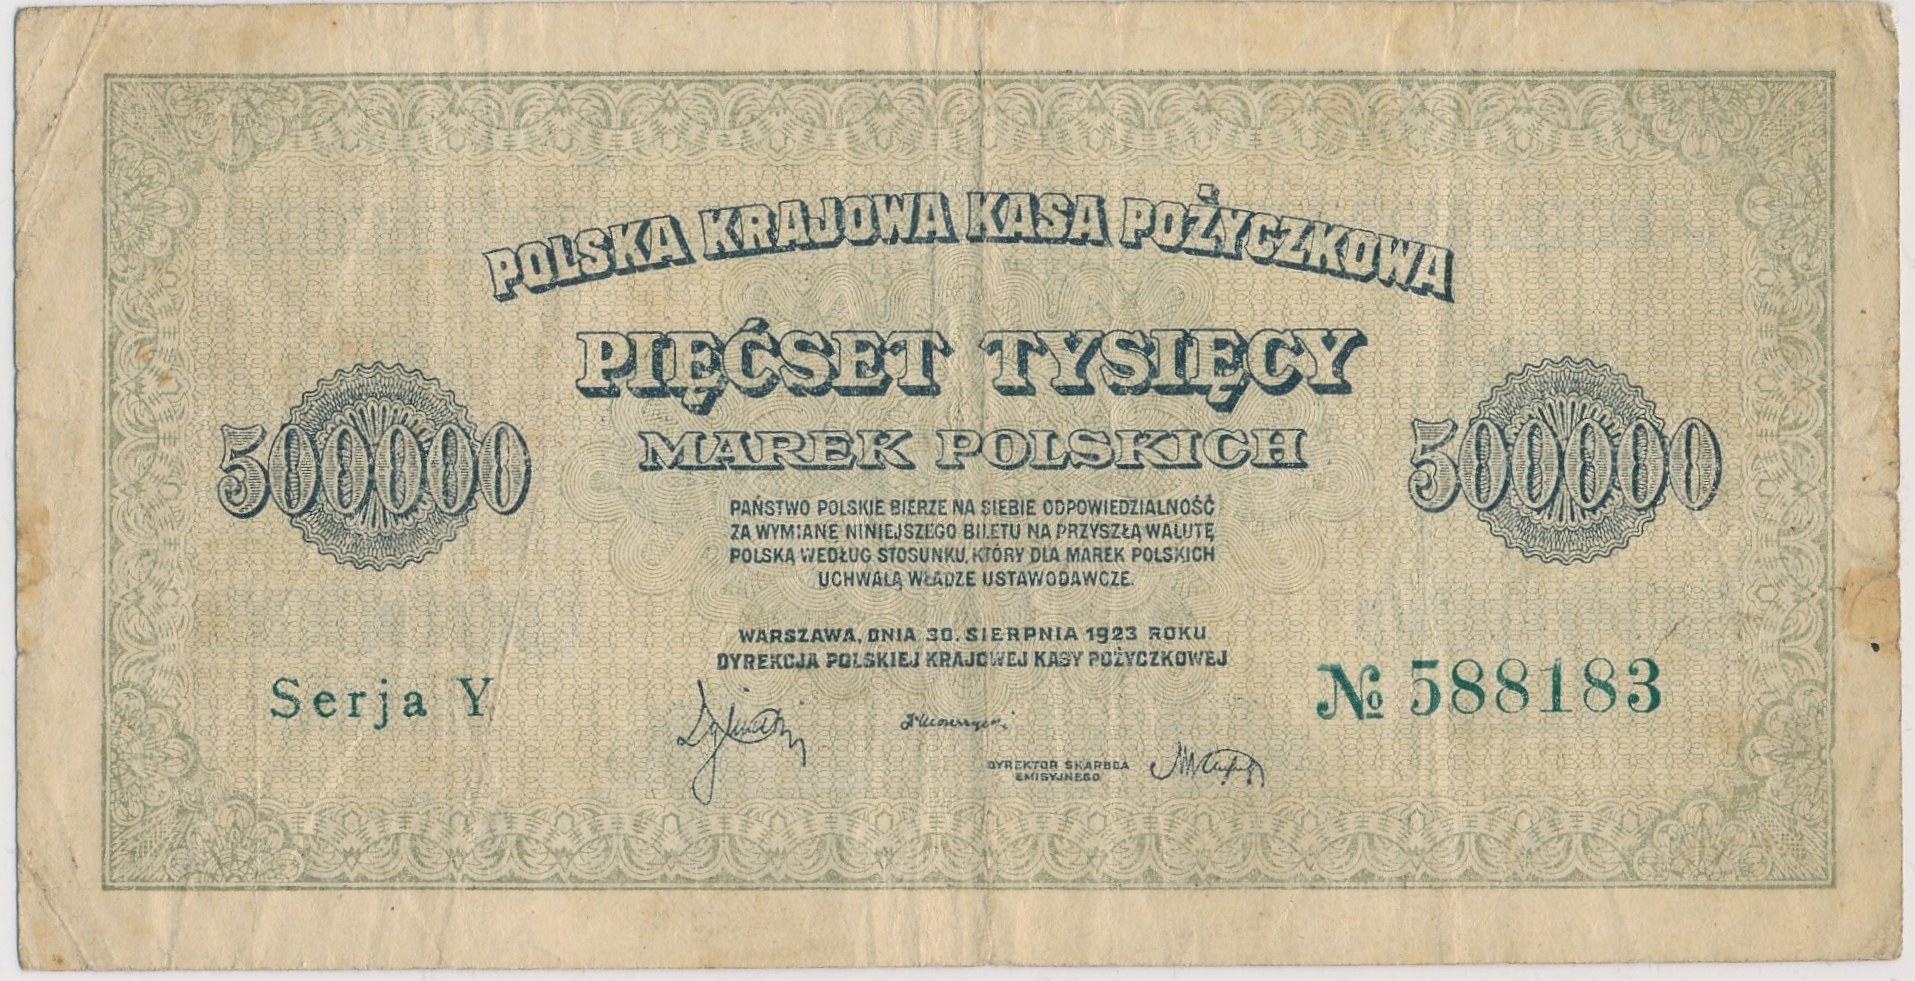 POLSKA KRAJOWA KASA POŻYCZKOWA
PIĘĆSET TYSIĘCY
500000
500000
MAREK POLSKICH
PAŃSTWO POLSKIE BIERZE NA SIEBIE ODPOWIEDZIALNOŚĆ
ZA WYMIANĘ NINIEJSZEGO BILETU NA PRZYSZŁĄ WALUTĘ
POLSKĄ WEDŁUG STOSUNKU, KTÓRY DLA MAREK POLSKICH
UCHWALĄ WŁADZE USTAWODAWCZE.
WARSZAWA, DNIA 30. SIERPNIA 1923 ROKU
DYREKCJA POLSKIEJ KRAJOWEJ KASY POŻYCZKOWEJ
Serja Y
№ 588183
DYREKTOR SKARBCA
EMISYJNEGO